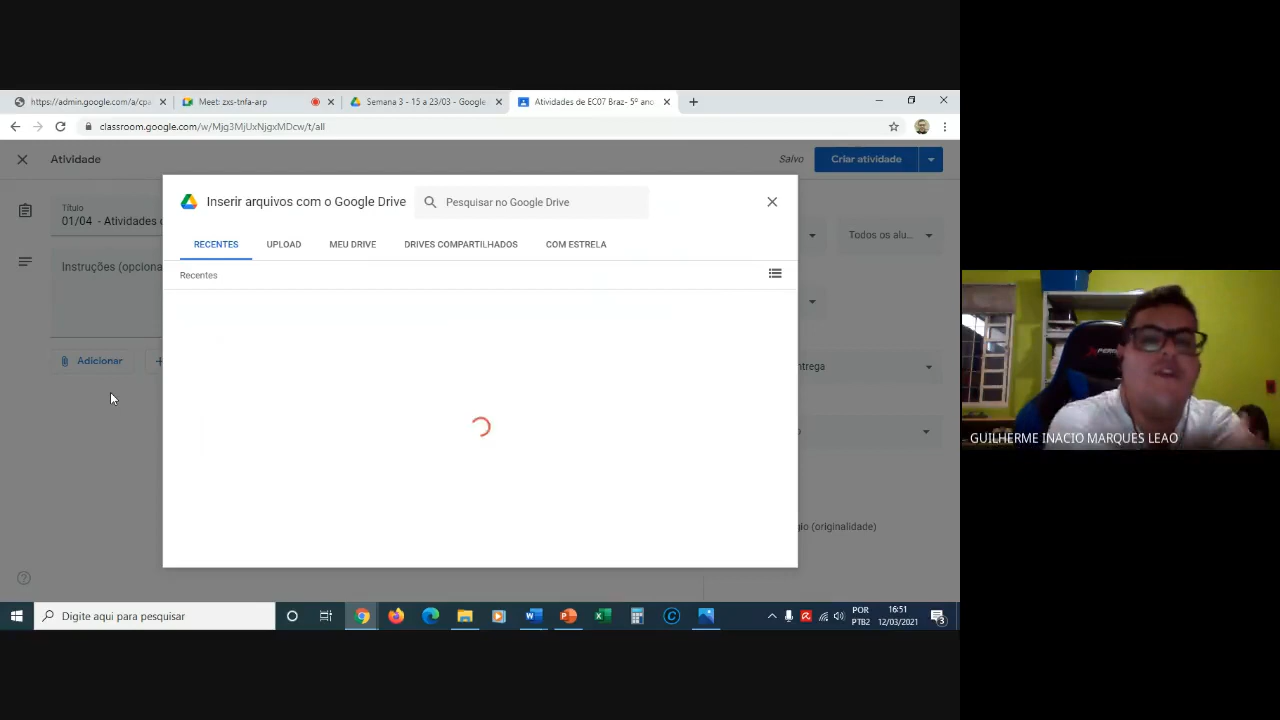 https://admin.google.com/a/cpa
Meet: zxs-tnfa-arp
Semana 3 - 15 a 23/03 - Google
Atividades de EC07 Braz- 5º ano
classroom.google.com/w/Mjg3MjUxNjgxMDcw/t/all
Atividade
Salvo
Criar atividade
Inserir arquivos com o Google Drive
Pesquisar no Google Drive
Título
01/04 - Atividades
Todos os alu...
RECENTES
UPLOAD
MEU DRIVE
DRIVES COMPARTILHADOS
COM ESTRELA
Instruções (opciona
Recentes
Adicionar
ntrega
GUILHERME INACIO MARQUES LEAO
gio (originalidade)
Digite aqui para pesquisar
POR
PTB2
16:51
12/03/2021
3